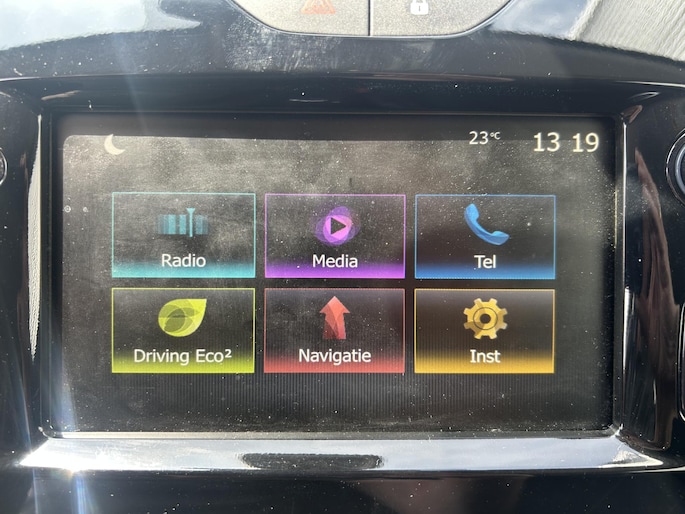 23°C
13 19
Radio
Media
Tel
Driving Eco²
Navigatie
Inst